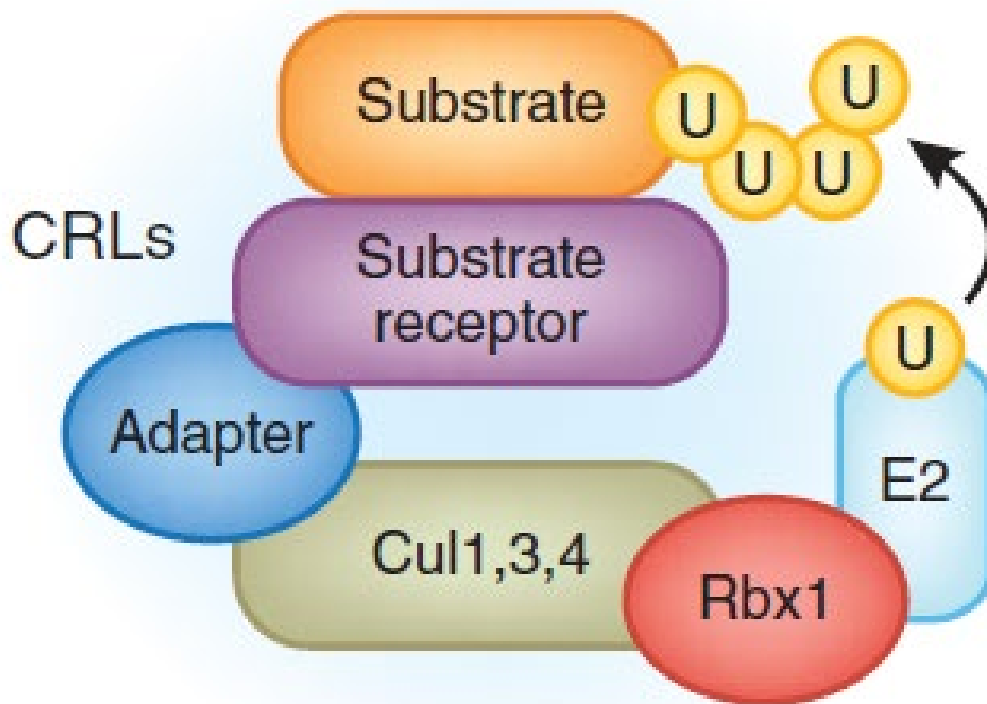 Substrate
U
U
U
U
CRLs
Substrate
receptor
U
Adapter
E2
Cul1,3,4
Rbx1